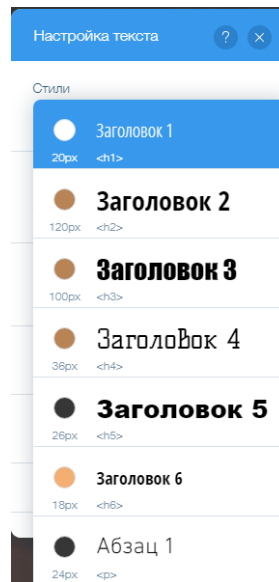 Настройка текста ? ×
Стили
Заголовок 1
20px <h1>
Заголовок 2
120px <h2>
Заголовок 3
100px <h3>
Заголовок 4
36px <h4>
Заголовок 5
26px <h5>
Заголовок 6
18px <h6>
Абзац 1
24px <p>